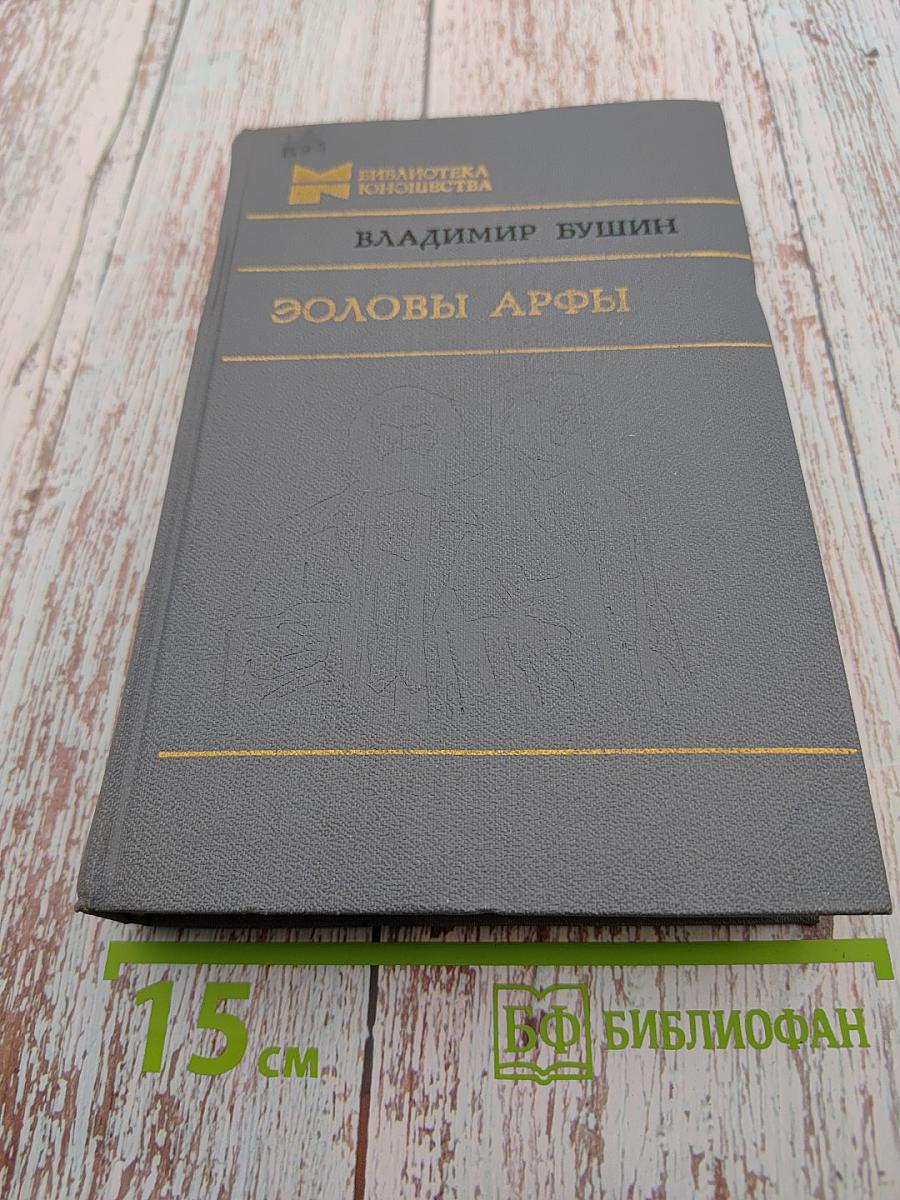 БИБЛИОТЕКА
ЮНОШЕСТВА
ВЛАДИМИР БУШИН
ЭОЛОВЫ АРФЫ
15 см
БФ БИБЛИОФАН